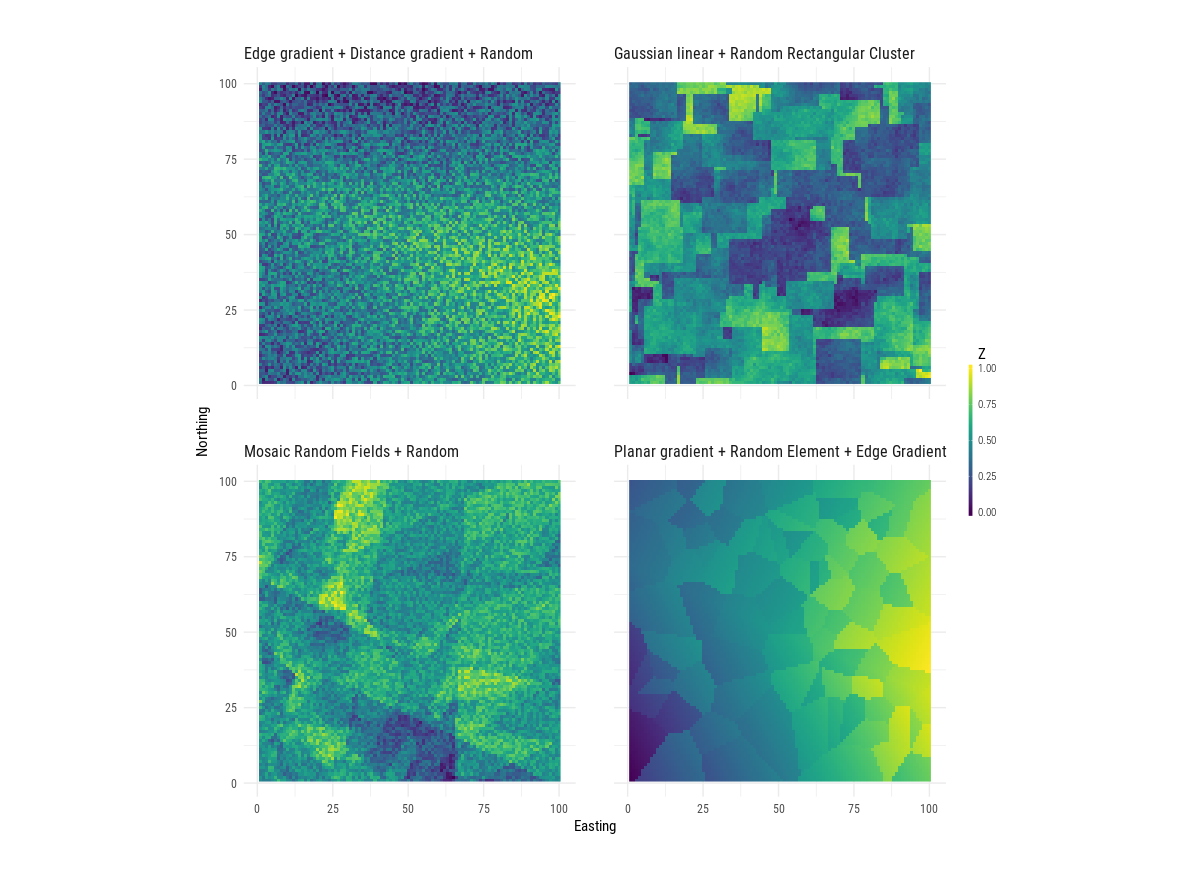 Edge gradient + Distance gradient + Random
Gaussian linear + Random Rectangular Cluster
100
75
50
25
0
Z
1.00
0.75
0.50
0.25
0.00
Northing
Mosaic Random Fields + Random
Planar gradient + Random Element + Edge Gradient
100
75
50
25
0
0 25 50 75 100
0 25 50 75 100
Easting